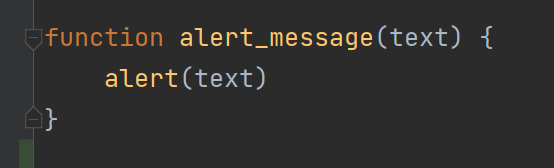 function alert_message(text) {
    alert(text)
}